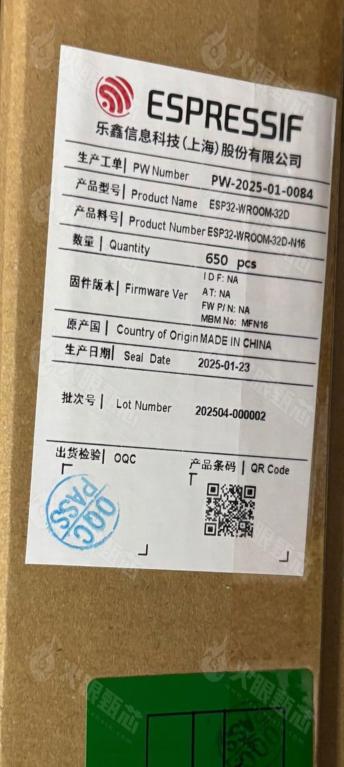 ESPRESSIF
乐鑫信息科技(上海)股份有限公司
生产工单| PW Number PW-2025-01-0084
产品型号| Product Name ESP32-WROOM-32D
产品料号| Product Number ESP32-WROOM-32D-N16
数量| Quantity 650 pcs
固件版本| Firmware Ver
IDF: NA
AT: NA
FW P/N: NA
MBM No: MFN16
原产国| Country of Origin MADE IN CHINA
生产日期| Seal Date 2025-01-23
批次号| Lot Number 202504-000002
出货检验| OQC
产品条码| QR Code
OQC
PASS
火眼甄芯